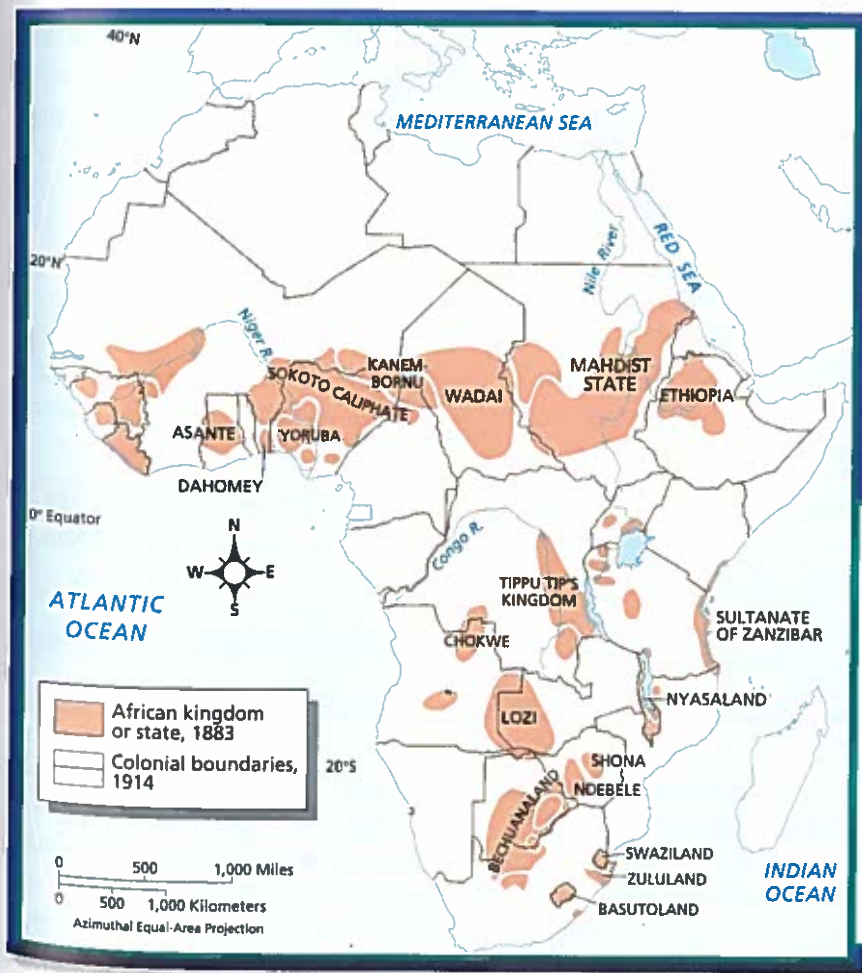 40°N
MEDITERRANEAN SEA
20°N
Nile River
RED SEA
Niger R.
KANEM-
BORNU
SOKOTO CALIPHATE
WADAI
MAHDIST
STATE
ETHIOPIA
ASANTE
YORUBA
DAHOMEY
0° Equator
N
W
E
S
Congo R.
ATLANTIC
OCEAN
TIPPU TIP'S
KINGDOM
SULTANATE
OF ZANZIBAR
CHOKWE
NYASALAND
LOZI
African kingdom
or state, 1883
Colonial boundaries,
1914
20°S
SHONA
NDEBELE
BECHUANALAND
SWAZILAND
ZULULAND
BASUTOLAND
INDIAN
OCEAN
0 500 1,000 Miles
0 500 1,000 Kilometers
Azimuthal Equal-Area Projection